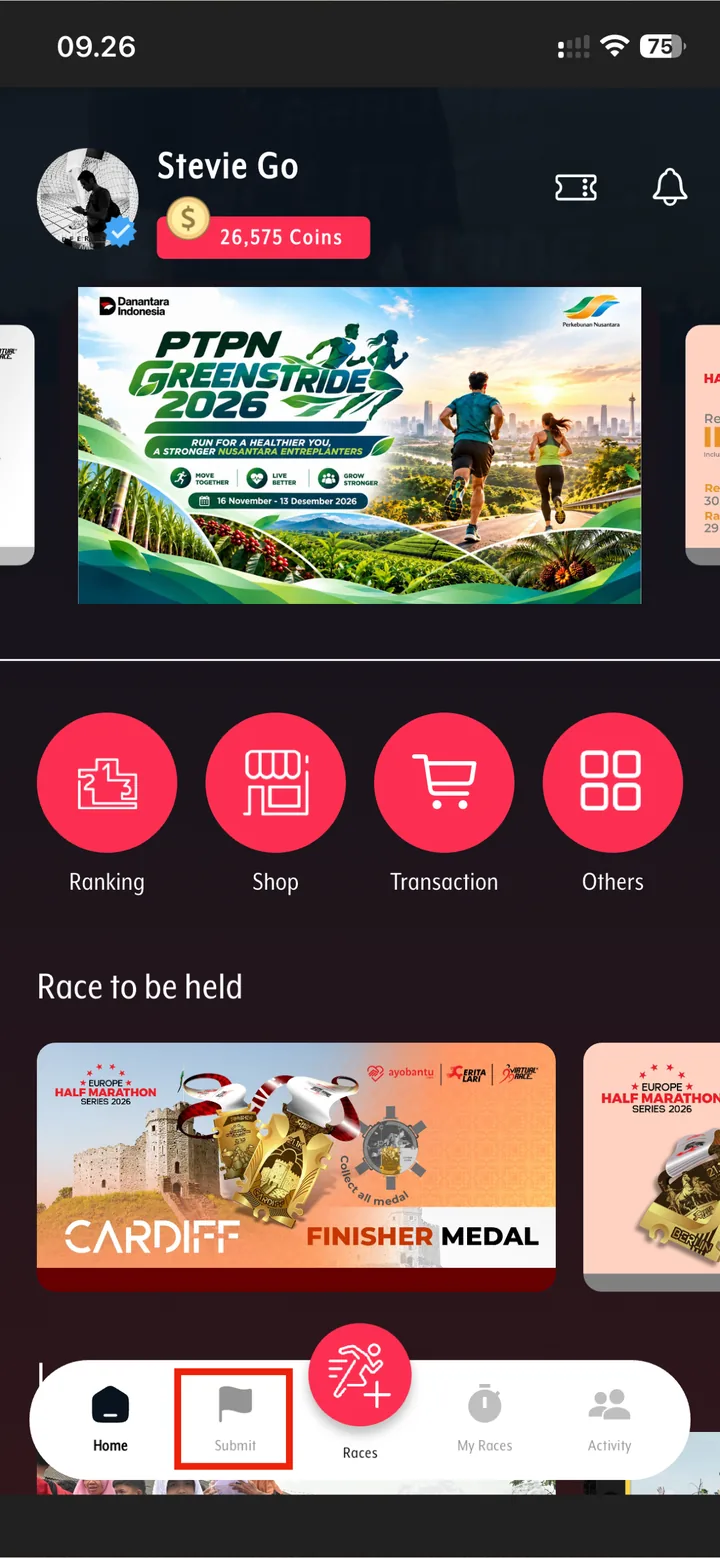 09.26
75
Stevie Go
26,575 Coins
Danantara
Indonesia
Perkebunan Nusantara
PTPN
GREENSTRIDE
2026
RUN FOR A HEALTHIER YOU,
A STRONGER NUSANTARA ENTREPLANTERS
MOVE
TOGETHER
LIVE
BETTER
GROW
STRONGER
16 November - 13 Desember 2026
Ranking
Shop
Transaction
Others
Race to be held
EUROPE
HALF MARATHON
SERIES 2026
ayobantu
CERITA
LARI
VIRTUAL
RACE
Collect all medal
CARDIFF
FINISHER MEDAL
EUROPE
HALF MARATHON
SERIES 2026
BERLIN
Home
Submit
Races
My Races
Activity